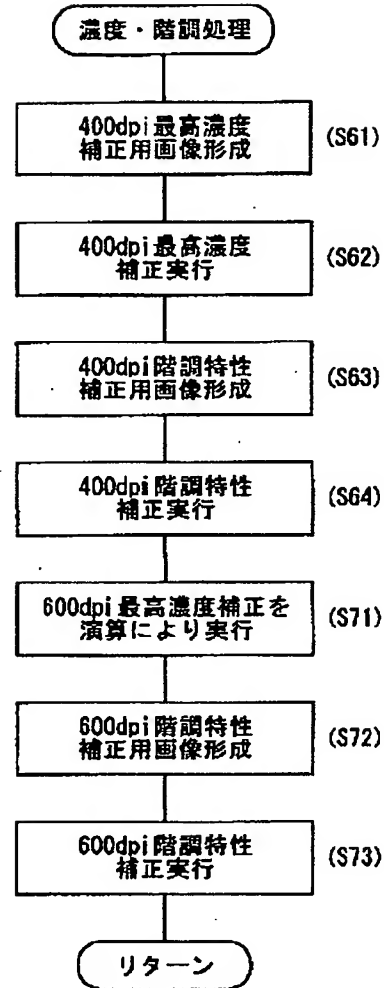 濃度・階調処理
400dpi最高濃度
補正用画像形成
(S61)
400dpi最高濃度
補正実行
(S62)
400dpi階調特性
補正用画像形成
(S63)
400dpi階調特性
補正実行
(S64)
600dpi最高濃度補正を
演算により実行
(S71)
600dpi階調特性
補正用画像形成
(S72)
600dpi階調特性
補正実行
(S73)
リターン